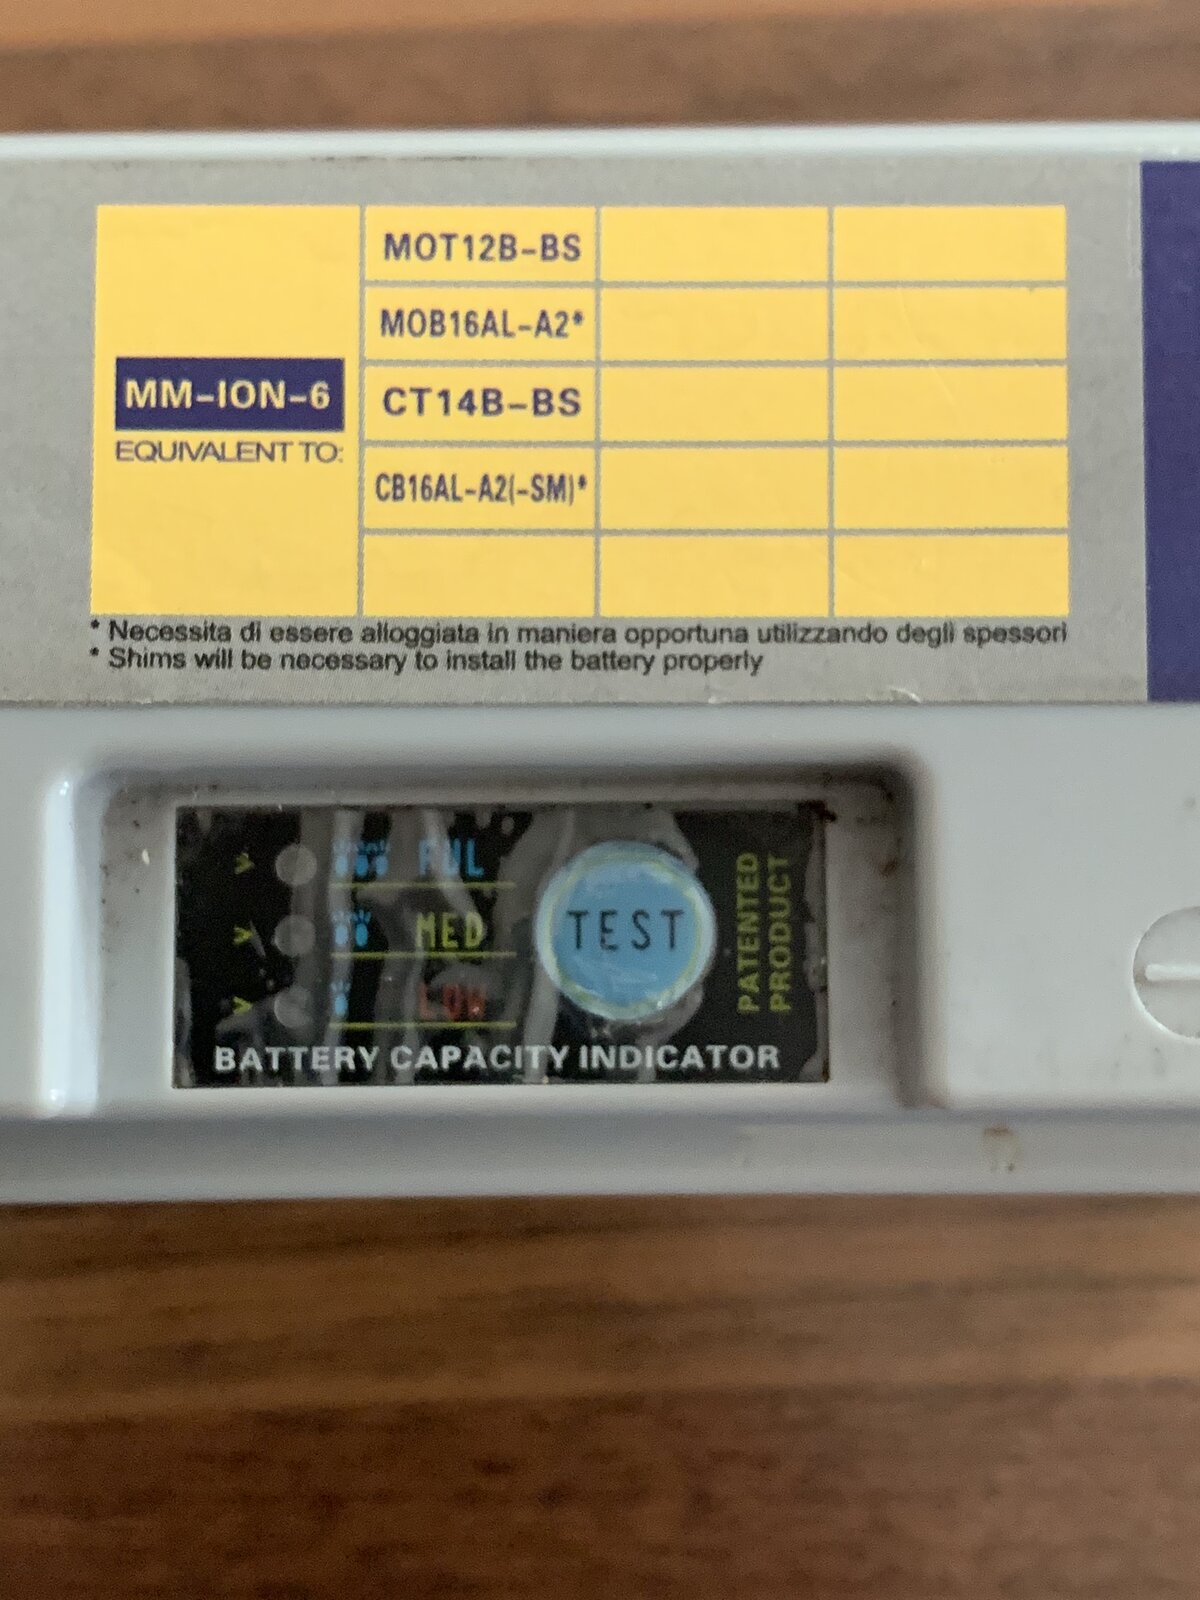 MM-ION-6
EQUIVALENT TO:
MOT12B-BS
MOB16AL-A2*
CT14B-BS
CB16AL-A2(-SM)*
* Necessita di essere alloggiata in maniera opportuna utilizzando degli spessori
* Shims will be necessary to install the battery properly
FUL
MED
LOW
TEST
PATENTED
PRODUCT
BATTERY CAPACITY INDICATOR